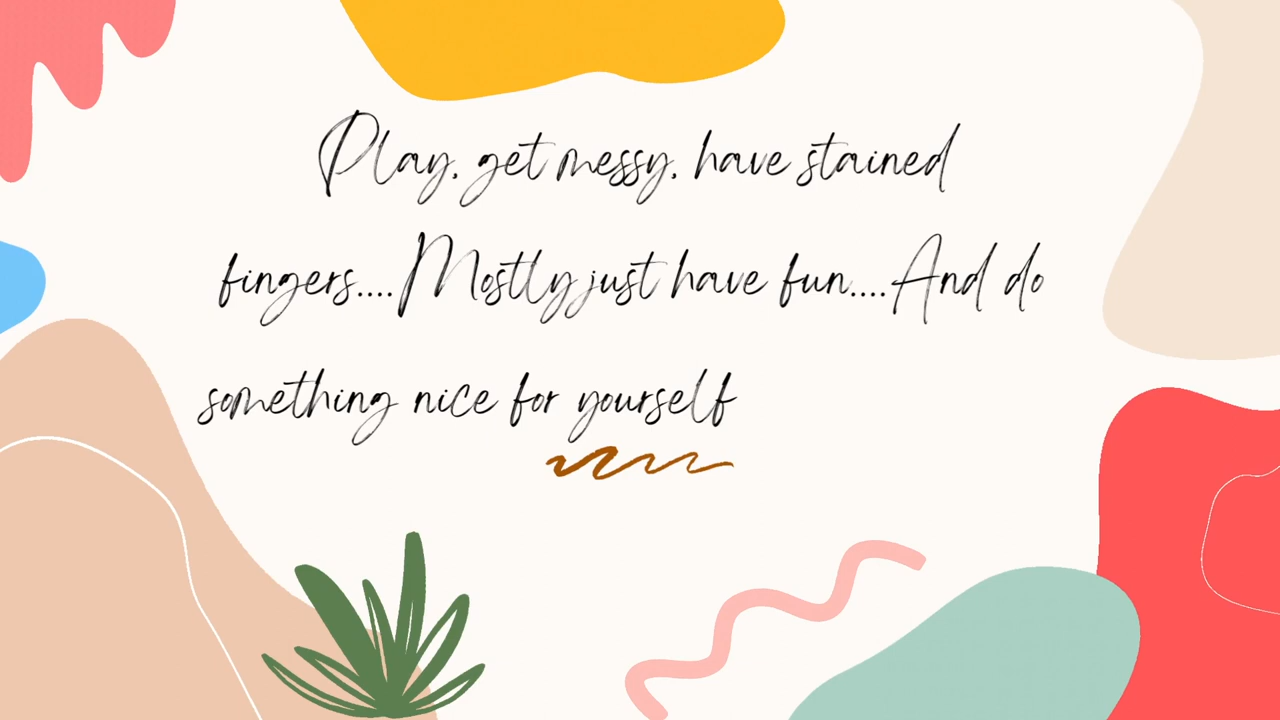 Play, get messy, have stained
fingers....Mostly just have fun....And do
something nice for yourself